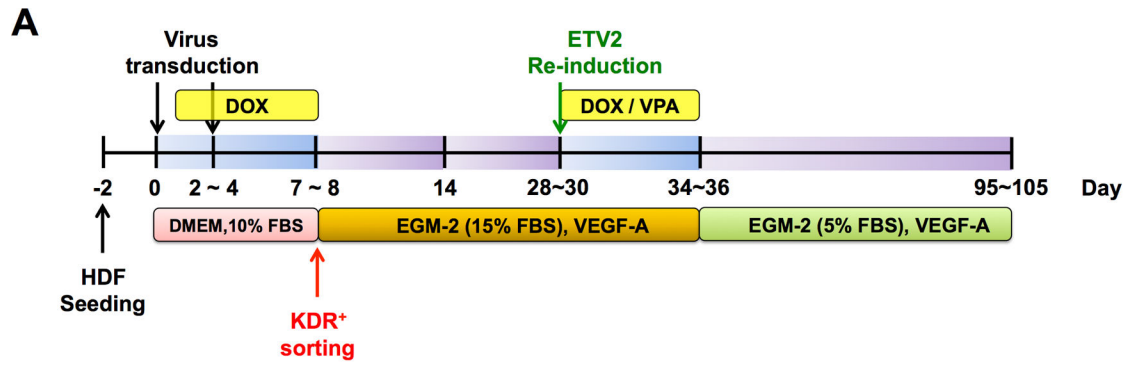 A
Virus
transduction
ETV2
Re-induction
DOX
DOX / VPA
-2
0
2 ~ 4
7 ~ 8
14
28~30
34~36
95~105
Day
DMEM,10% FBS
EGM-2 (15% FBS), VEGF-A
EGM-2 (5% FBS), VEGF-A
HDF
Seeding
KDR+
sorting